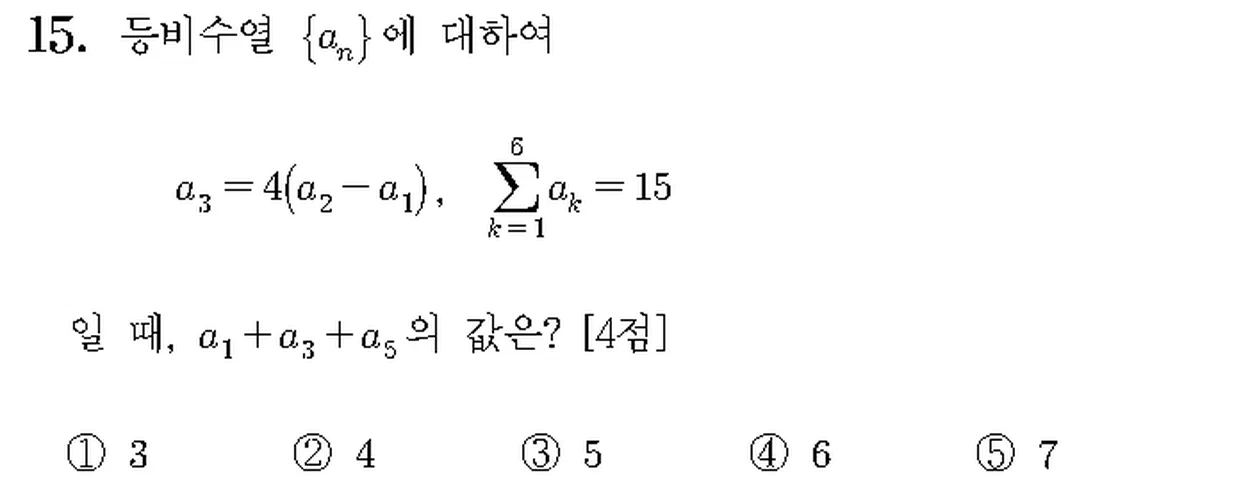 15. 등비수열 {aₙ}에 대하여
a₃ = 4(a₂ − a₁), ∑_{k=1}^{6} aₖ = 15
일 때, a₁ + a₃ + a₅의 값은? [4점]
① 3 ② 4 ③ 5 ④ 6 ⑤ 7